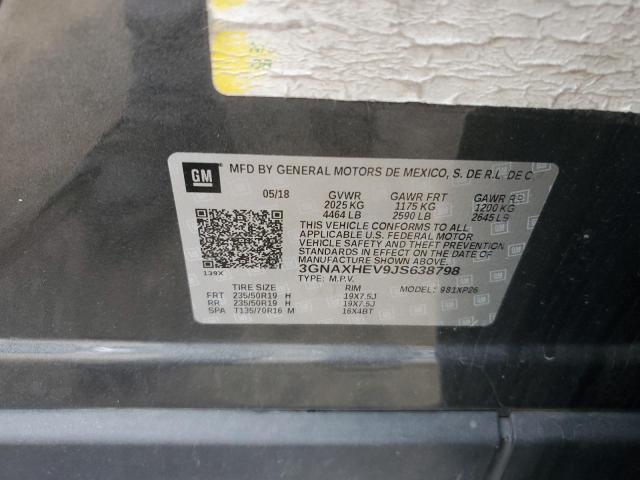 GM
MFD BY GENERAL MOTORS DE MEXICO, S. DE R.L. DE C.
05/18 GVWR GAWR FRT GAWR RR
2025 KG 1175 KG 1200 KG
4464 LB 2590 LB 2645 LB
THIS VEHICLE CONFORMS TO ALL
APPLICABLE U.S. FEDERAL MOTOR
VEHICLE SAFETY AND THEFT PREVENTION
STANDARDS IN EFFECT ON THE DATE OF
MANUFACTURE SHOWN ABOVE.
139X 3GNAXHEV9JS638798
TYPE: M.P.V. MODEL: 981XP26
TIRE SIZE RIM
FRT 235/50R19 H 19X7.5J
RR 235/50R19 H 19X7.5J
SPA T135/70R16 M 16X4BT